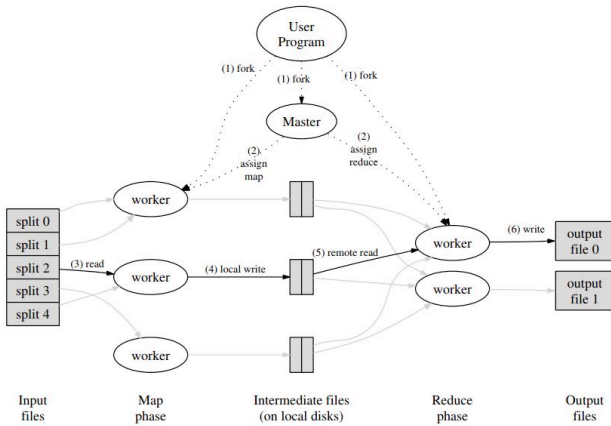 User
Program
(1) fork
(1) fork
(1) fork
Master
(2)
assign
map
(2)
assign
reduce
worker
split 0
split 1
split 2
split 3
split 4
(3) read
worker
(4) local write
(5) remote read
worker
(6) write
output
file 0
worker
output
file 1
worker
Input
files
Map
phase
Intermediate files
(on local disks)
Reduce
phase
Output
files